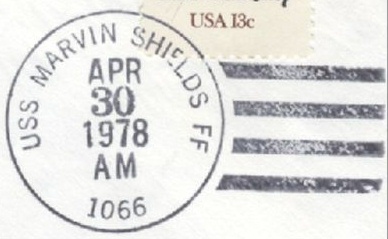 USA 13c
USS MARVIN SHIELDS FF
APR
30
1978
AM
1066